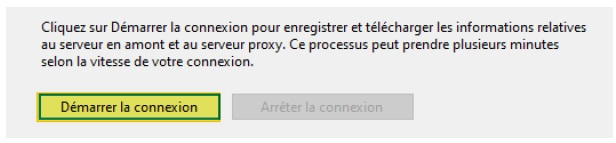 Cliquez sur Démarrer la connexion pour enregistrer et télécharger les informations relatives
au serveur en amont et au serveur proxy. Ce processus peut prendre plusieurs minutes
selon la vitesse de votre connexion.
Démarrer la connexion Arrêter la connexion